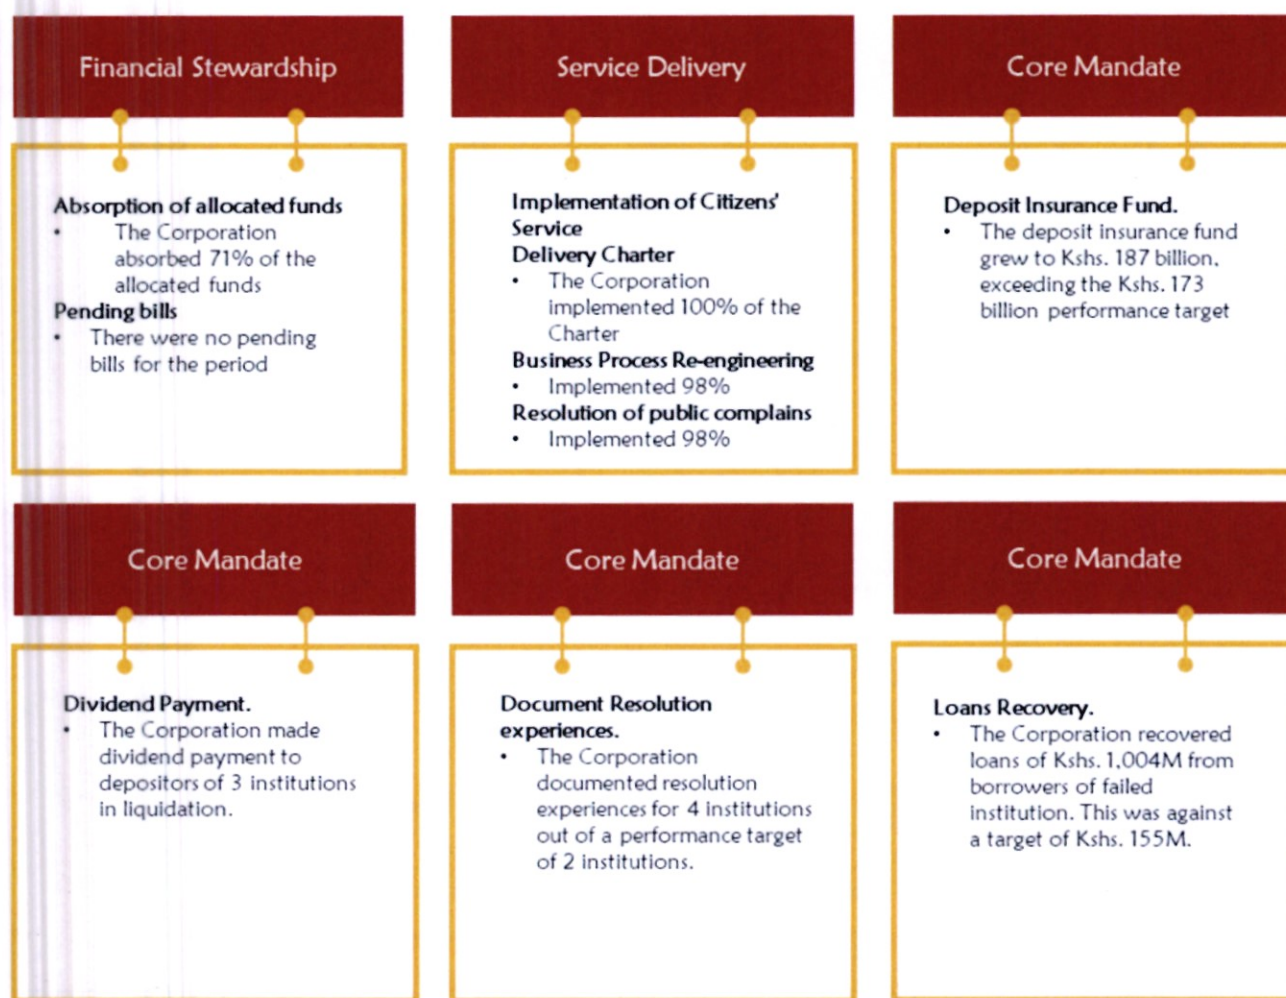 Financial Stewardship
Absorption of allocated funds
• The Corporation
absorbed 71% of the
allocated funds
Pending bills
• There were no pending
bills for the period
Service Delivery
Implementation of Citizens'
Service
Delivery Charter
• The Corporation
implemented 100% of the
Charter
Business Process Re-engineering
• Implemented 98%
Resolution of public complains
• Implemented 98%
Core Mandate
Deposit Insurance Fund.
• The deposit insurance fund
grew to Kshs. 187 billion,
exceeding the Kshs. 173
billion performance target
Core Mandate
Dividend Payment.
• The Corporation made
dividend payment to
depositors of 3 institutions
in liquidation.
Core Mandate
Document Resolution
experiences.
• The Corporation
documented resolution
experiences for 4 institutions
out of a performance target
of 2 institutions.
Core Mandate
Loans Recovery.
• The Corporation recovered
loans of Kshs. 1,004M from
borrowers of failed
institution. This was against
a target of Kshs. 155M.